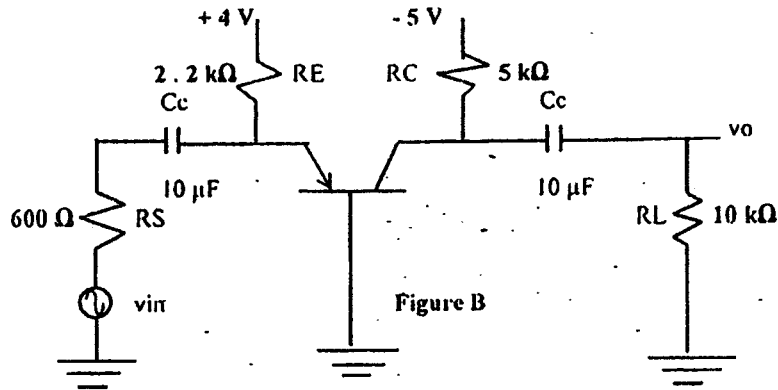 + 4 V
- 5 V
2.2 kΩ
RE
RC
5 kΩ
Cc
Cc
vo
10 µF
10 µF
600 Ω
RS
RL
10 kΩ
vin
Figure B